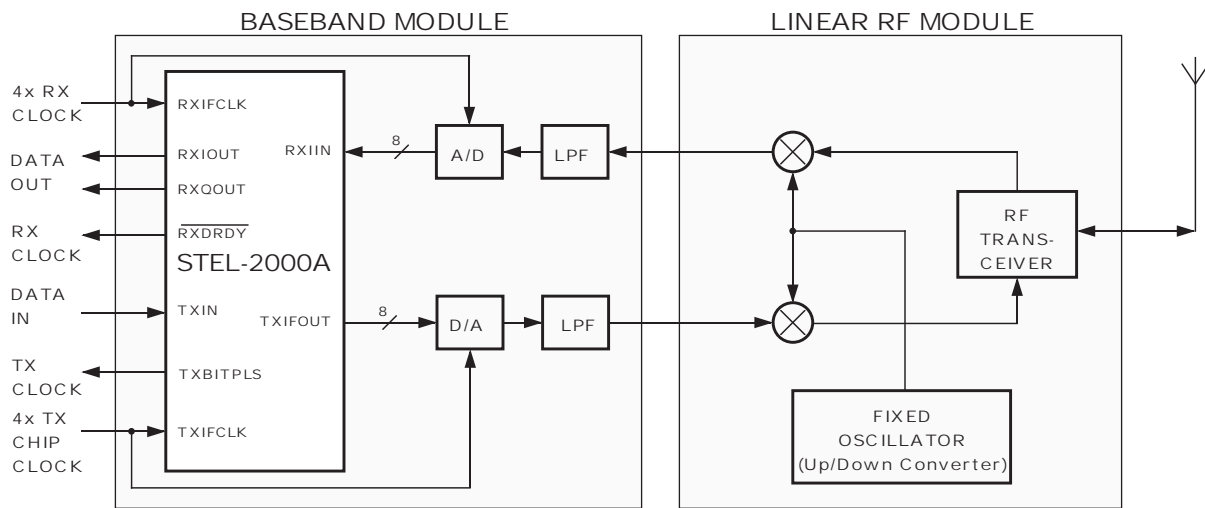 BASEBAND MODULE
LINEAR RF MODULE
4x RX
CLOCK
DATA
OUT
RX
CLOCK
DATA
IN
TX
CLOCK
4x TX
CHIP
CLOCK
RXIFCLK
RXIOUT
RXQOUT
RXDRDY
STEL-2000A
TXIN
TXBITPLS
TXIFCLK
RXIIN
TXIFOUT
8
A/D
LPF
8
D/A
LPF
RF
TRANS-
CEIVER
FIXED
OSCILLATOR
(Up/Down Converter)